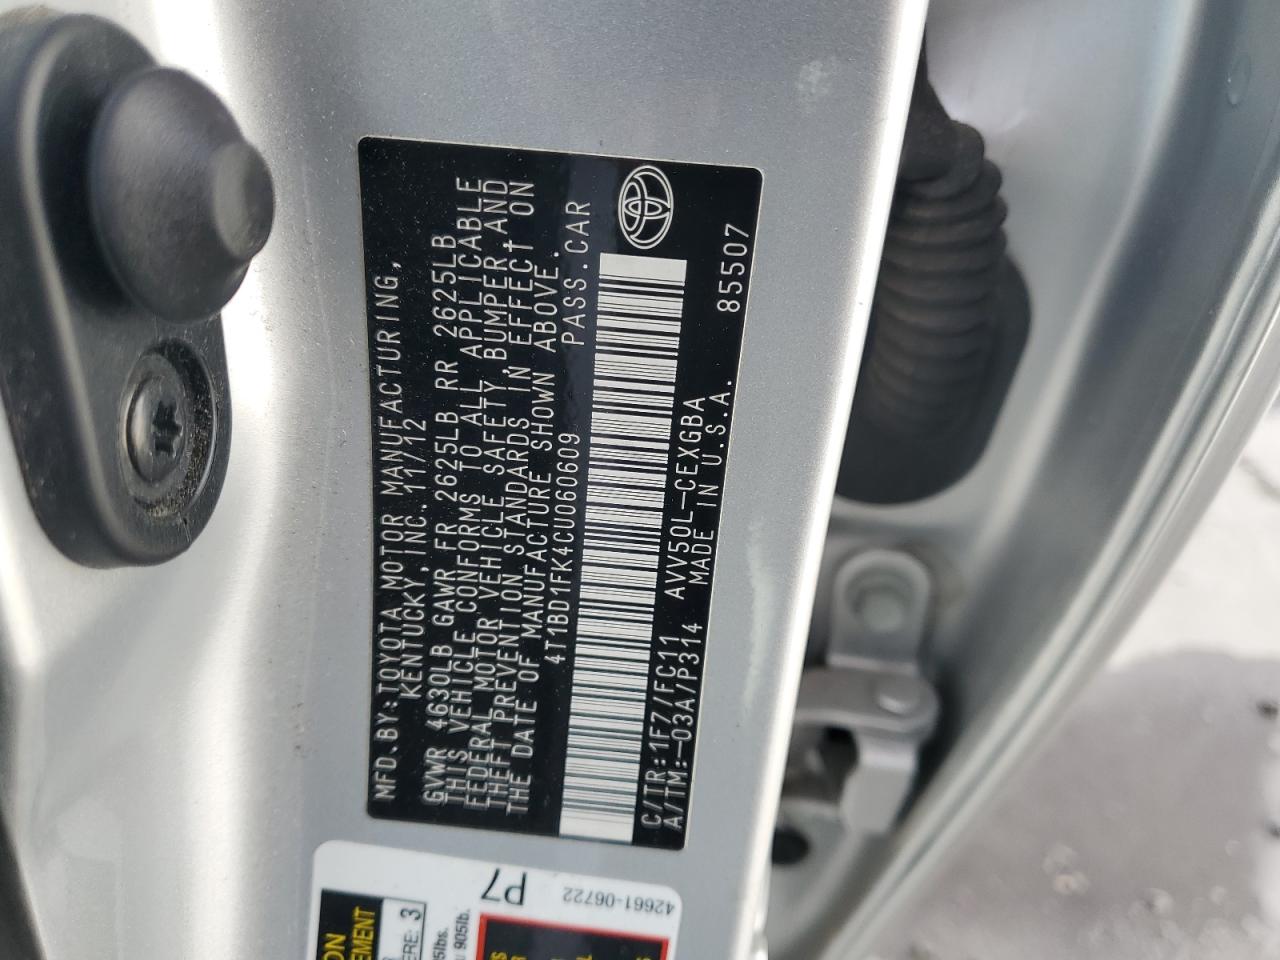 MFD.BY:TOYOTA MOTOR MANUFACTURING,
KENTUCKY,INC. 11/12
GVWR 4630LB GAWR FR 2625LB RR 2625LB
THIS VEHICLE CONFORMS TO ALL APPLICABLE
FEDERAL MOTOR VEHICLE SAFETY,BUMPER,AND
THEFT PREVENTION STANDARDS IN EFFECT ON
THE DATE OF MANUFACTURE SHOWN ABOVE.
4T1BD1FK4CU060609 PASS.CAR
C/TR:1F7/FC11 AVV50L-CEXGBA
A/TM:-03A/P314 MADE IN U.S.A. 85507
P7
42661-06722
ERE: 3
905lb.